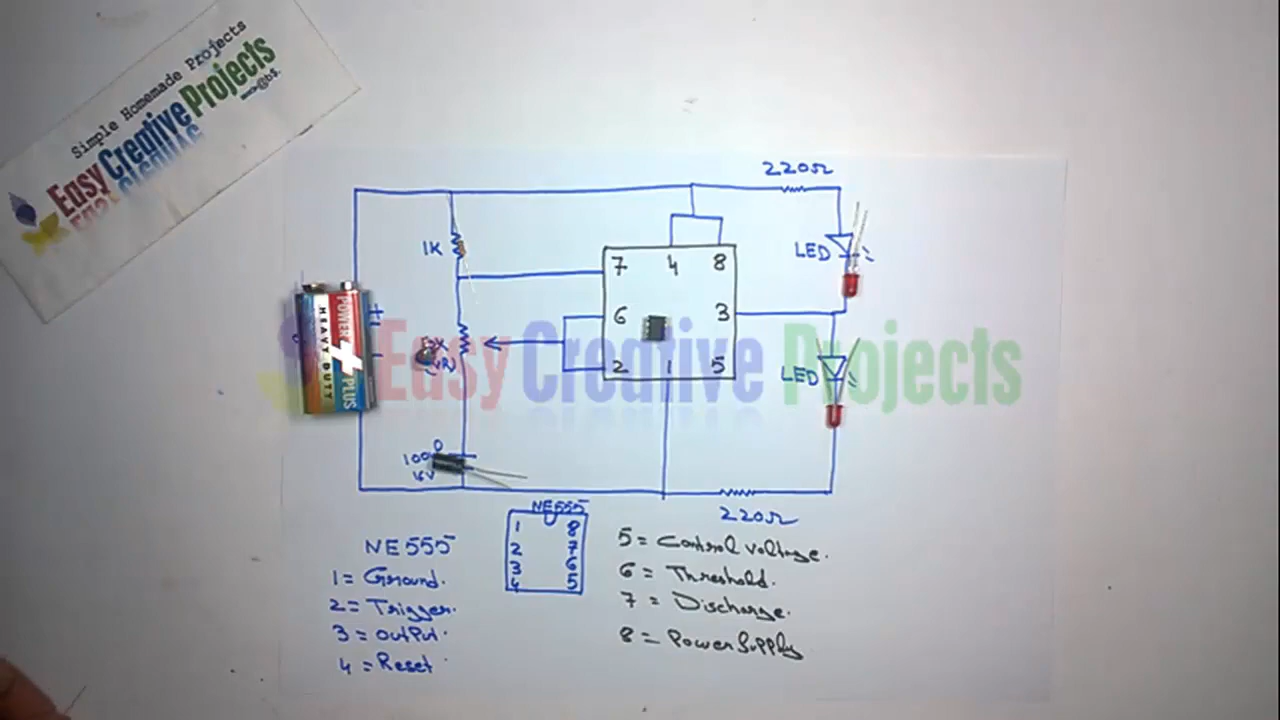 Simple Homemade Projects
Easy Creative Projects
220Ω
1K
LED
7 4 8
6 3
2 1 5
+
-
POWER PLUS
HEAVY DUTY
Easy Creative Projects
LED
16V
220Ω
NE555
1 8
2 7
3 6
4 5
NE555
1= Ground.
2= Trigger.
3= OutPut.
4= Reset
5= Control Voltage.
6= Threshold.
7= Discharge.
8= Power Supply